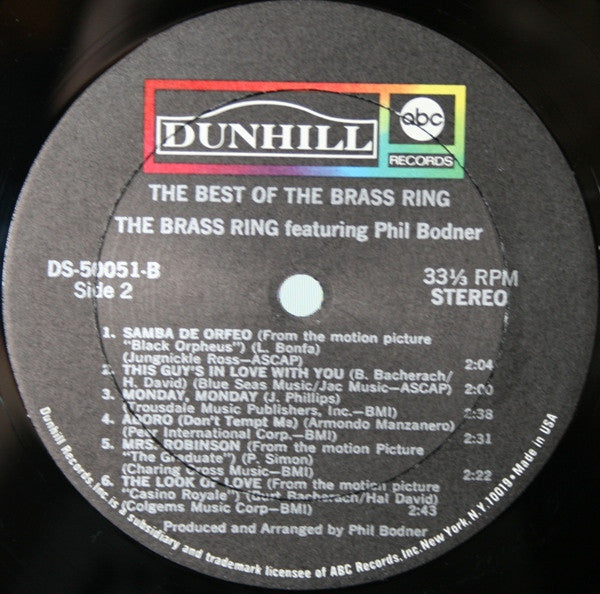 DUNHILL
abc
RECORDS
THE BEST OF THE BRASS RING
THE BRASS RING featuring Phil Bodner
DS-50051-B
Side 2
33⅓ RPM
STEREO
1. SAMBA DE ORFEO (From the motion picture
"Black Orpheus") (L. Bonfa)
(Jungnickle Ross—ASCAP) 2:04
2. THIS GUY'S IN LOVE WITH YOU (B. Bacherach/
H. David) (Blue Seas Music/Jac Music—ASCAP) 2:00
3. MONDAY, MONDAY (J. Phillips)
(Trousdale Music Publishers, Inc.—BMI) 2:38
4. ADORO (Don't Tempt Ma) (Armondo Manzanero)
(Peer International Corp.—BMI) 2:31
5. MRS. ROBINSON (From the motion Picture
"The Graduate") (P. Simon)
(Charing Cross Music—BMI) 2:22
6. THE LOOK OF LOVE (From the motion picture
"Casino Royale") (Burt Bacherach/Hal David)
(Colgems Music Corp—BMI) 2:43
Produced and Arranged by Phil Bodner
Dunhill Records, Inc. is a subsidiary and trademark licensee of ABC Records, Inc. New York, N.Y. 10019 • Made in USA